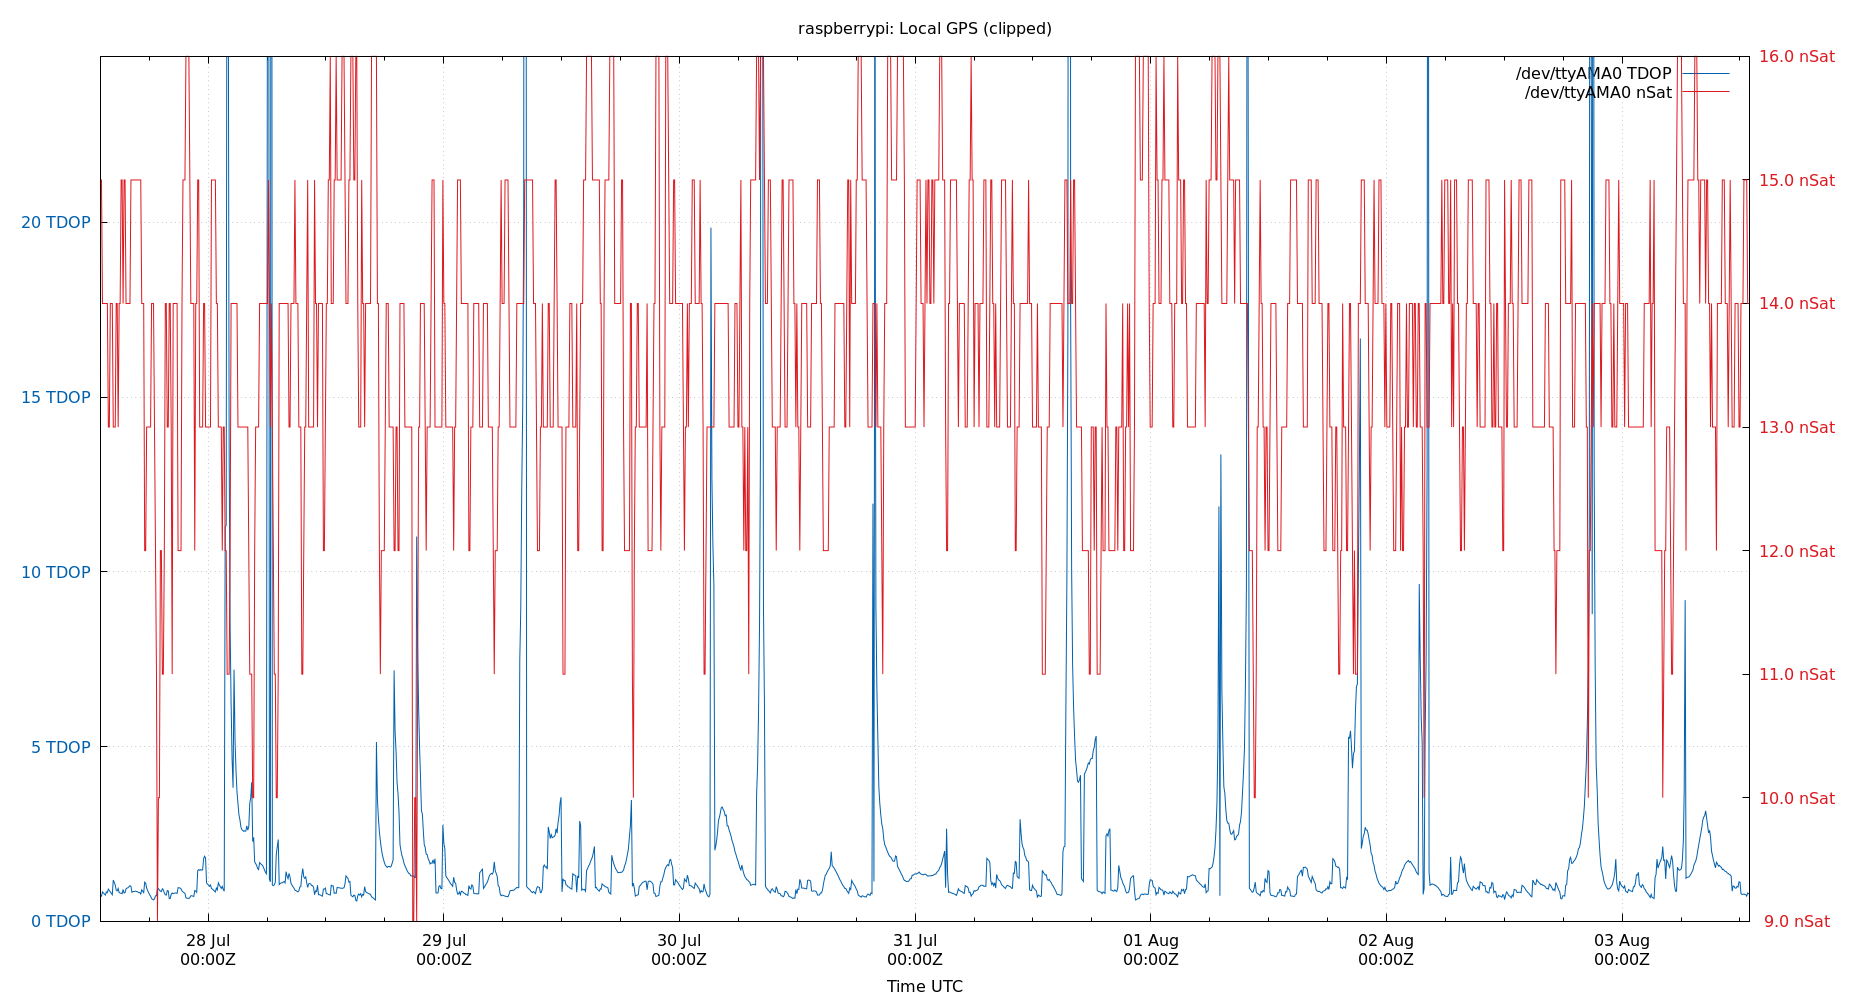 raspberrypi: Local GPS (clipped)
/dev/ttyAMA0 TDOP
/dev/ttyAMA0 nSat
20 TDOP
15 TDOP
10 TDOP
5 TDOP
0 TDOP
16.0 nSat
15.0 nSat
14.0 nSat
13.0 nSat
12.0 nSat
11.0 nSat
10.0 nSat
9.0 nSat
28 Jul
00:00Z
29 Jul
00:00Z
30 Jul
00:00Z
31 Jul
00:00Z
01 Aug
00:00Z
02 Aug
00:00Z
03 Aug
00:00Z
Time UTC